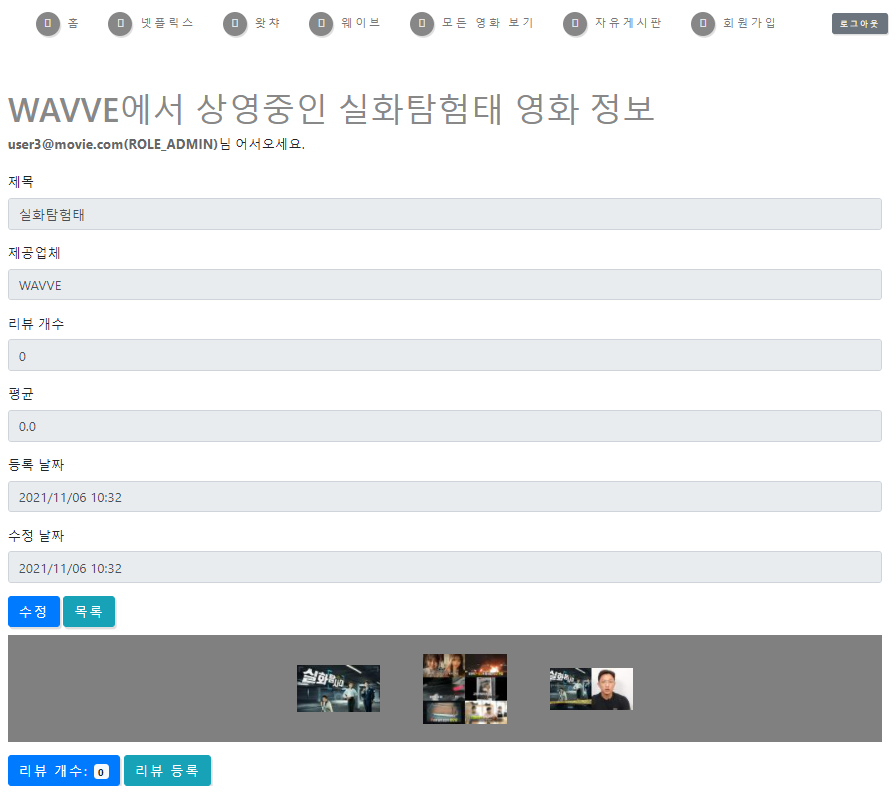 홈 넷플릭스 왓챠 웨이브 모든 영화 보기 자유게시판 회원가입 로그아웃
WAVVE에서 상영중인 실화탐험태 영화 정보
user3@movie.com(ROLE_ADMIN)님 어서오세요.
제목
실화탐험태
제공업체
WAVVE
리뷰 개수
0
평균
0.0
등록 날짜
2021/11/06 10:32
수정 날짜
2021/11/06 10:32
수정 목록
리뷰 개수: 0 리뷰 등록